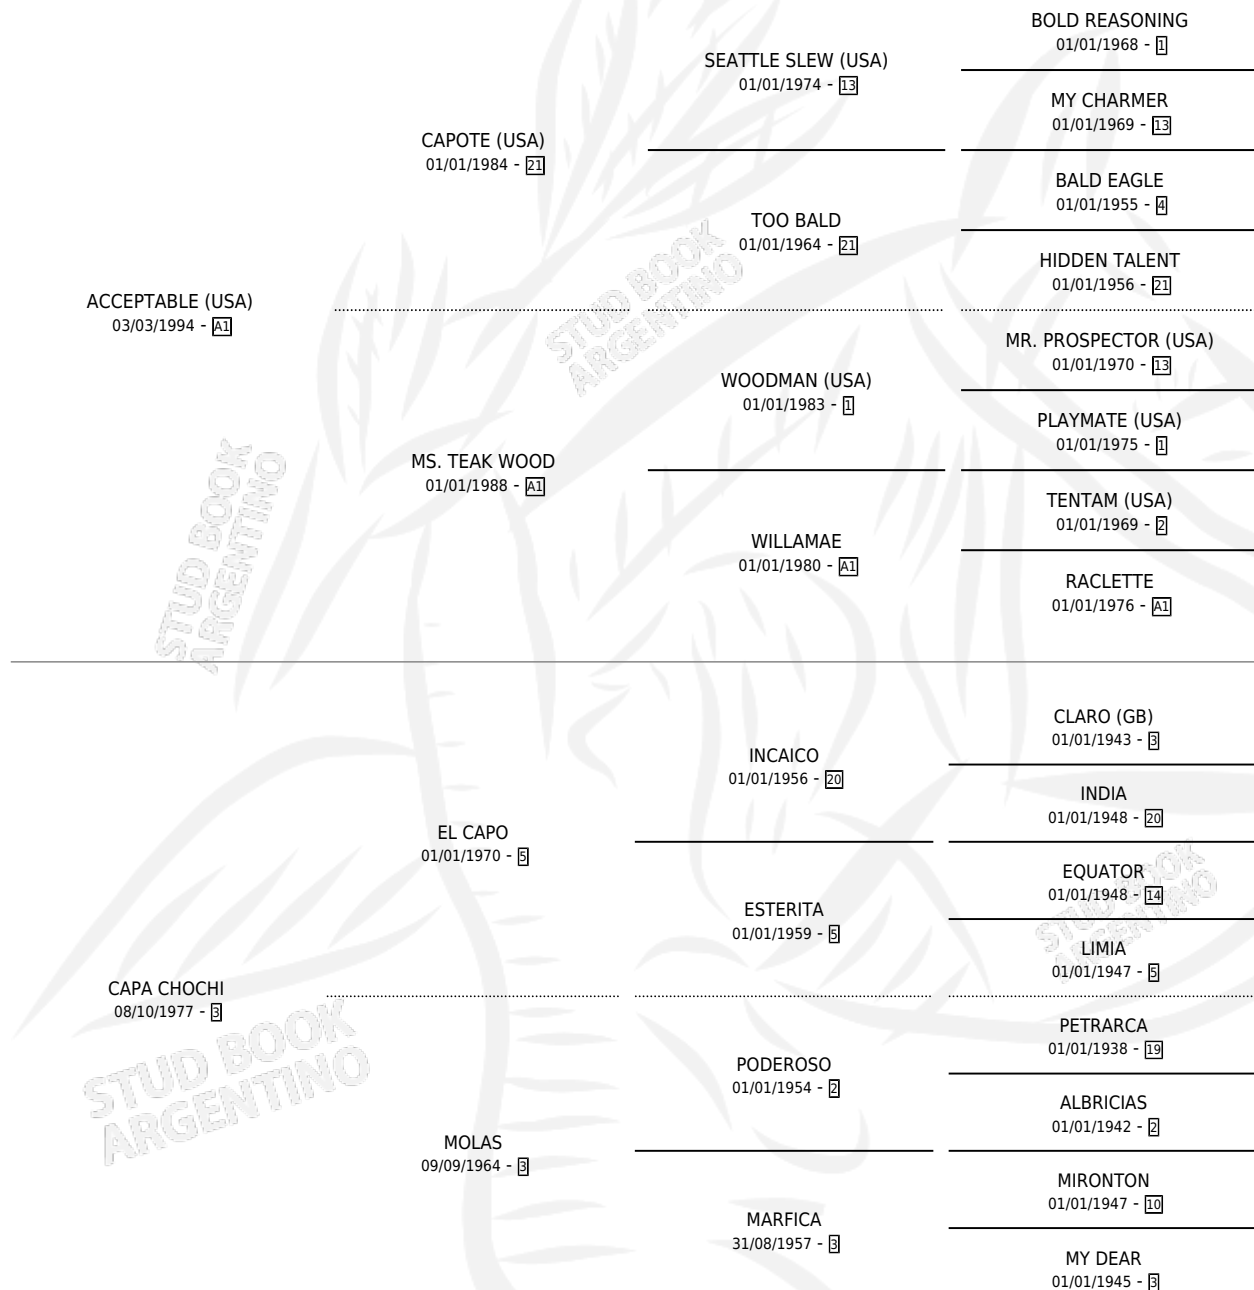 BOLD REASONING
01/01/1968 - 1
SEATTLE SLEW (USA)
01/01/1974 - 13
MY CHARMER
01/01/1969 - 13
CAPOTE (USA)
01/01/1984 - 21
BALD EAGLE
01/01/1955 - 4
TOO BALD
01/01/1964 - 21
HIDDEN TALENT
01/01/1956 - 21
ACCEPTABLE (USA)
03/03/1994 - A1
MR. PROSPECTOR (USA)
01/01/1970 - 13
WOODMAN (USA)
01/01/1983 - 1
PLAYMATE (USA)
01/01/1975 - 1
MS. TEAK WOOD
01/01/1988 - A1
TENTAM (USA)
01/01/1969 - 2
WILLAMAE
01/01/1980 - A1
RACLETTE
01/01/1976 - A1
CLARO (GB)
01/01/1943 - 3
INCAICO
01/01/1956 - 20
INDIA
01/01/1948 - 20
EL CAPO
01/01/1970 - 5
EQUATOR
01/01/1948 - 14
ESTERITA
01/01/1959 - 5
LIMIA
01/01/1947 - 5
CAPA CHOCHI
08/10/1977 - 3
PETRARCA
01/01/1938 - 19
PODEROSO
01/01/1954 - 2
ALBRICIAS
01/01/1942 - 2
MOLAS
09/09/1964 - 3
MIRONTON
01/01/1947 - 10
MARFICA
31/08/1957 - 3
MY DEAR
01/01/1945 - 3
STUD BOOK
ARGENTINO
STUD BOOK
ARGENTINO
STUD BOOK
ARGENTINO
STUD BOOK
ARGENTINO